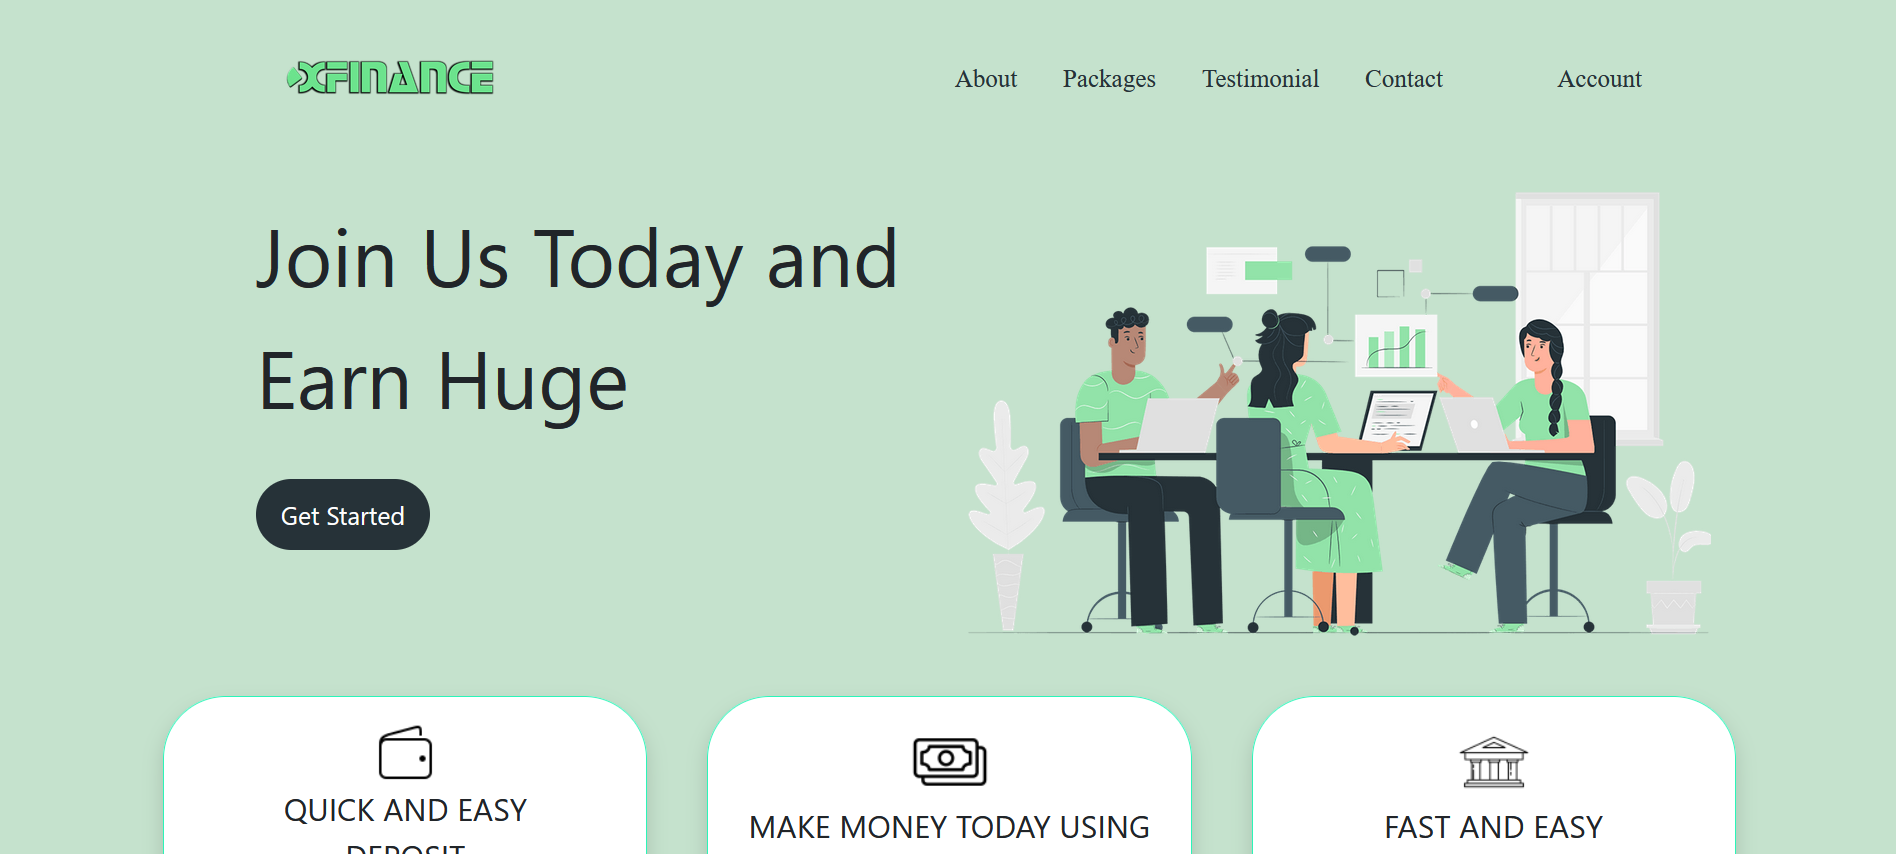 XFINANCE
About Packages Testimonial Contact Account
Join Us Today and
Earn Huge
Get Started
QUICK AND EASY
DEPOSIT
MAKE MONEY TODAY USING
FAST AND EASY